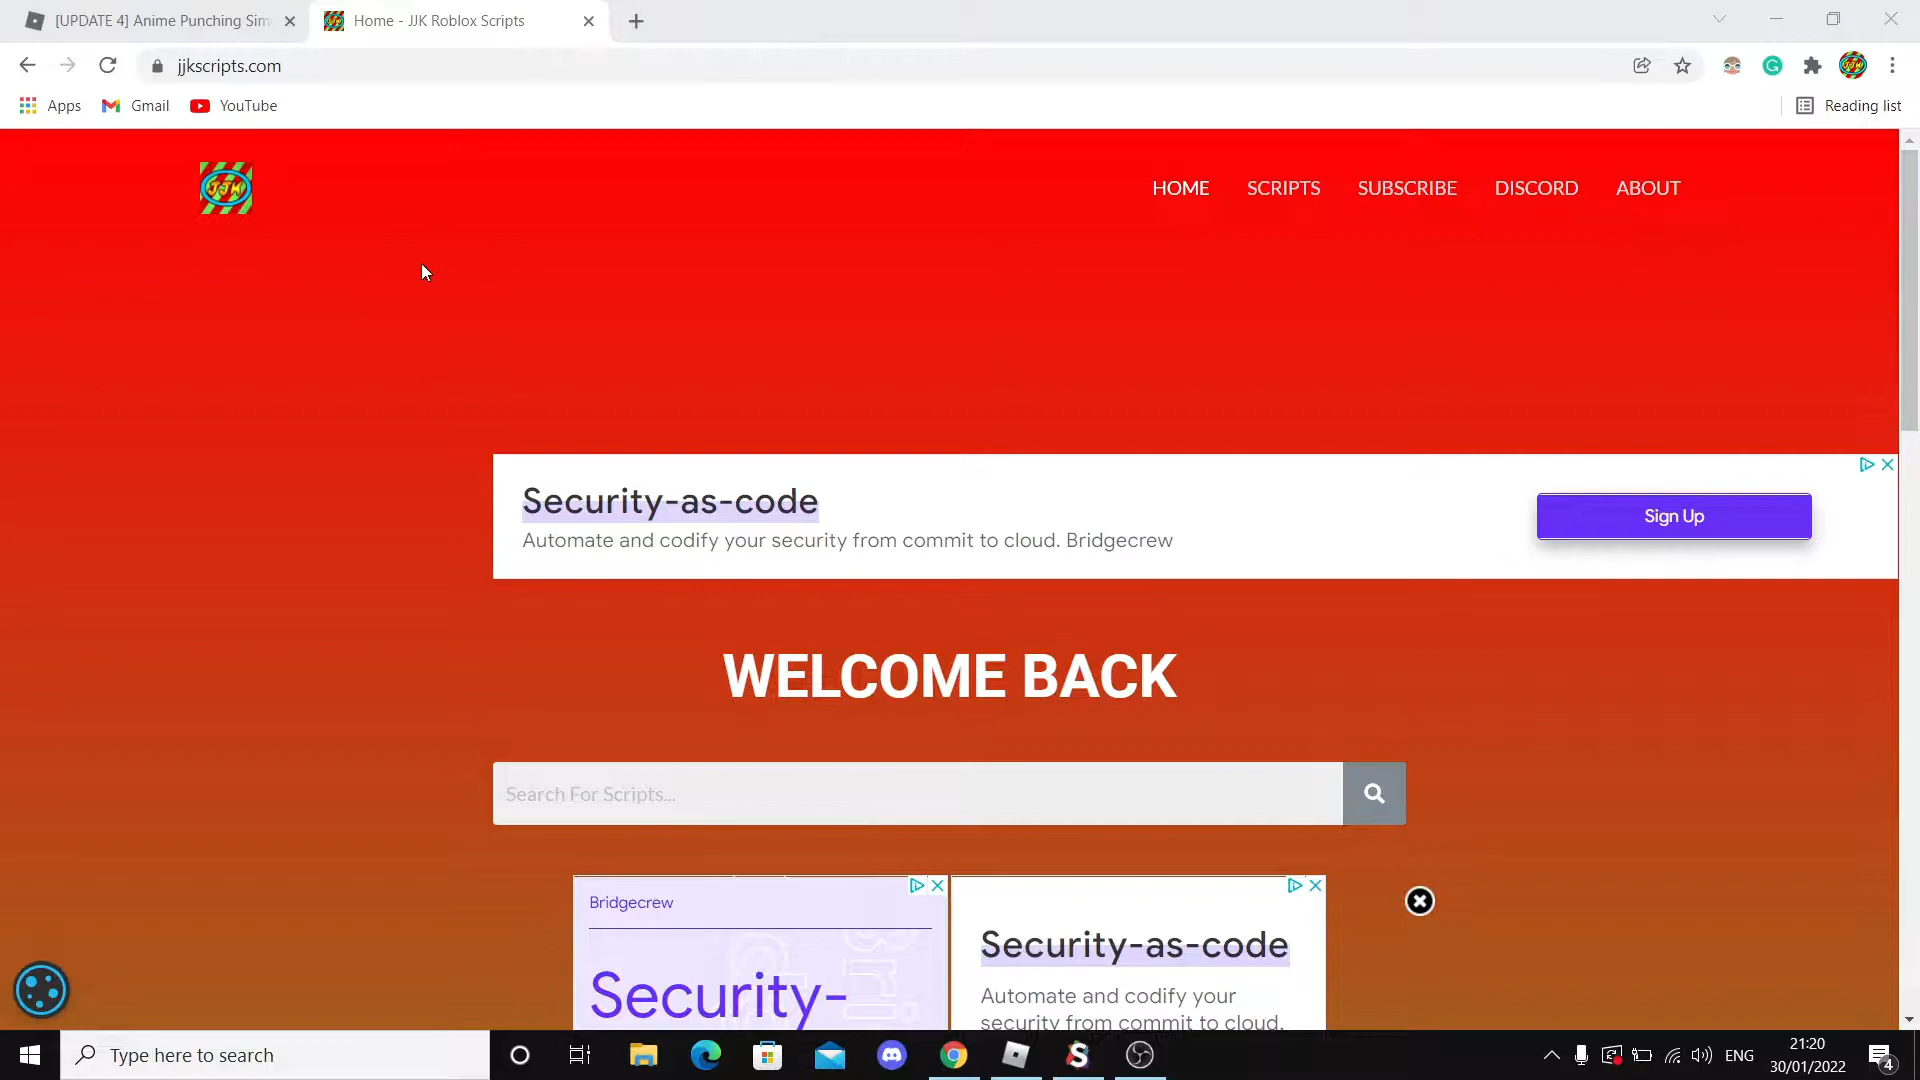 [UPDATE 4] Anime Punching Sim
Home - JJK Roblox Scripts
jjkscripts.com
Apps
Gmail
YouTube
Reading list
JJK
HOME
SCRIPTS
SUBSCRIBE
DISCORD
ABOUT
Security-as-code
Automate and codify your security from commit to cloud. Bridgecrew
Sign Up
WELCOME BACK
Search For Scripts...
Bridgecrew
Security-
Security-as-code
Automate and codify your
security from commit to cloud.
Type here to search
ENG
21:20
30/01/2022
4